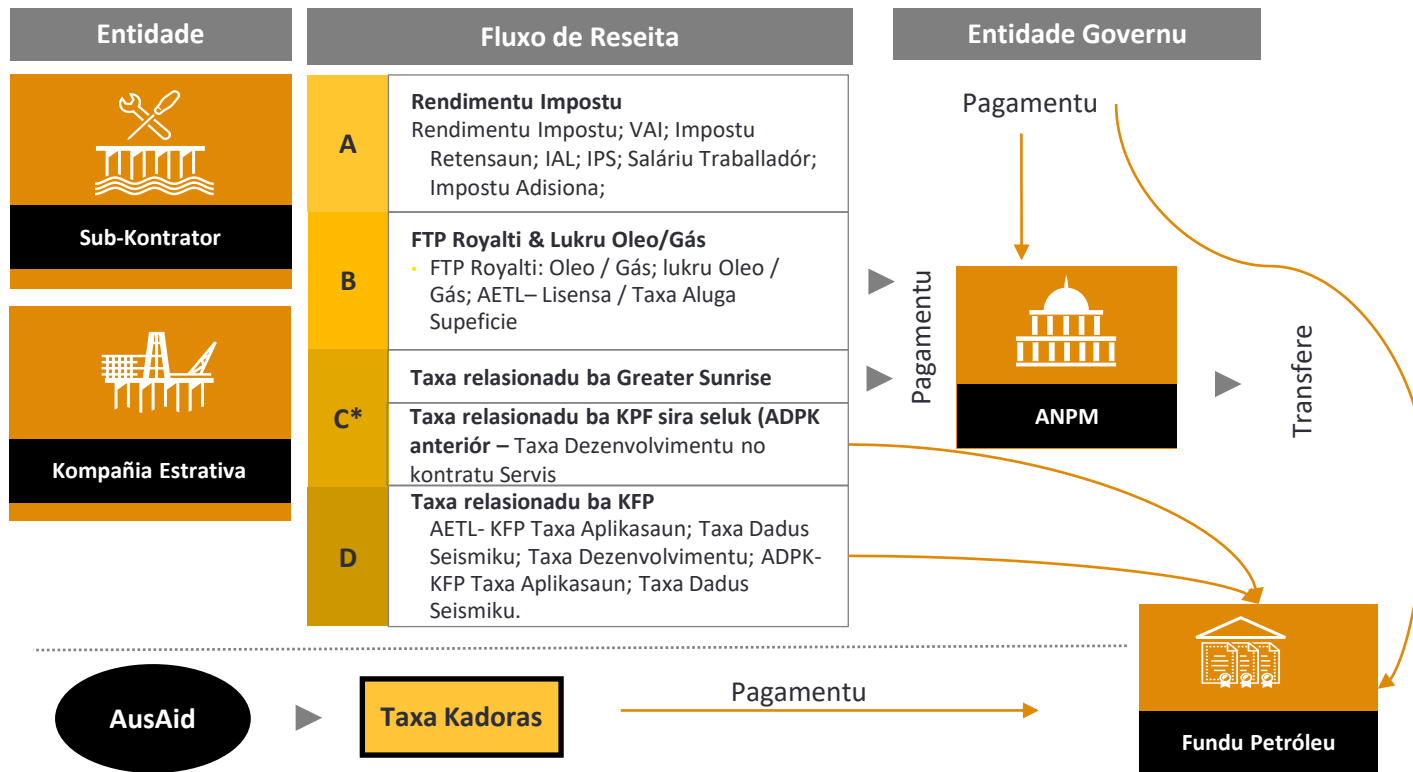 Entidade
Fluxo de Reseita
Entidade Governu
Sub-Kontrator
Kompañia Estrativa
A
Rendimentu Impostu
Rendimentu Impostu; VAI; Impostu
Retensaun; IAL; IPS; Saláriu Traballadór;
Impostu Adisiona;
B
FTP Royalti & Lukru Oleo/Gás
• FTP Royalti: Oleo / Gás; lukru Oleo /
Gás; AETL– Lisensa / Taxa Aluga
Supeficie
C*
Taxa relasionadu ba Greater Sunrise
Taxa relasionadu ba KPF sira seluk (ADPK
anteriór – Taxa Dezenvolvimentu no
kontratu Servis
D
Taxa relasionadu ba KFP
AETL- KFP Taxa Aplikasaun; Taxa Dadus
Seismiku; Taxa Dezenvolvimentu; ADPK-
KFP Taxa Aplikasaun; Taxa Dadus
Seismiku.
Pagamentu
Pagamentu
ANPM
Transfere
AusAid
Taxa Kadoras
Pagamentu
Fundu Petróleu